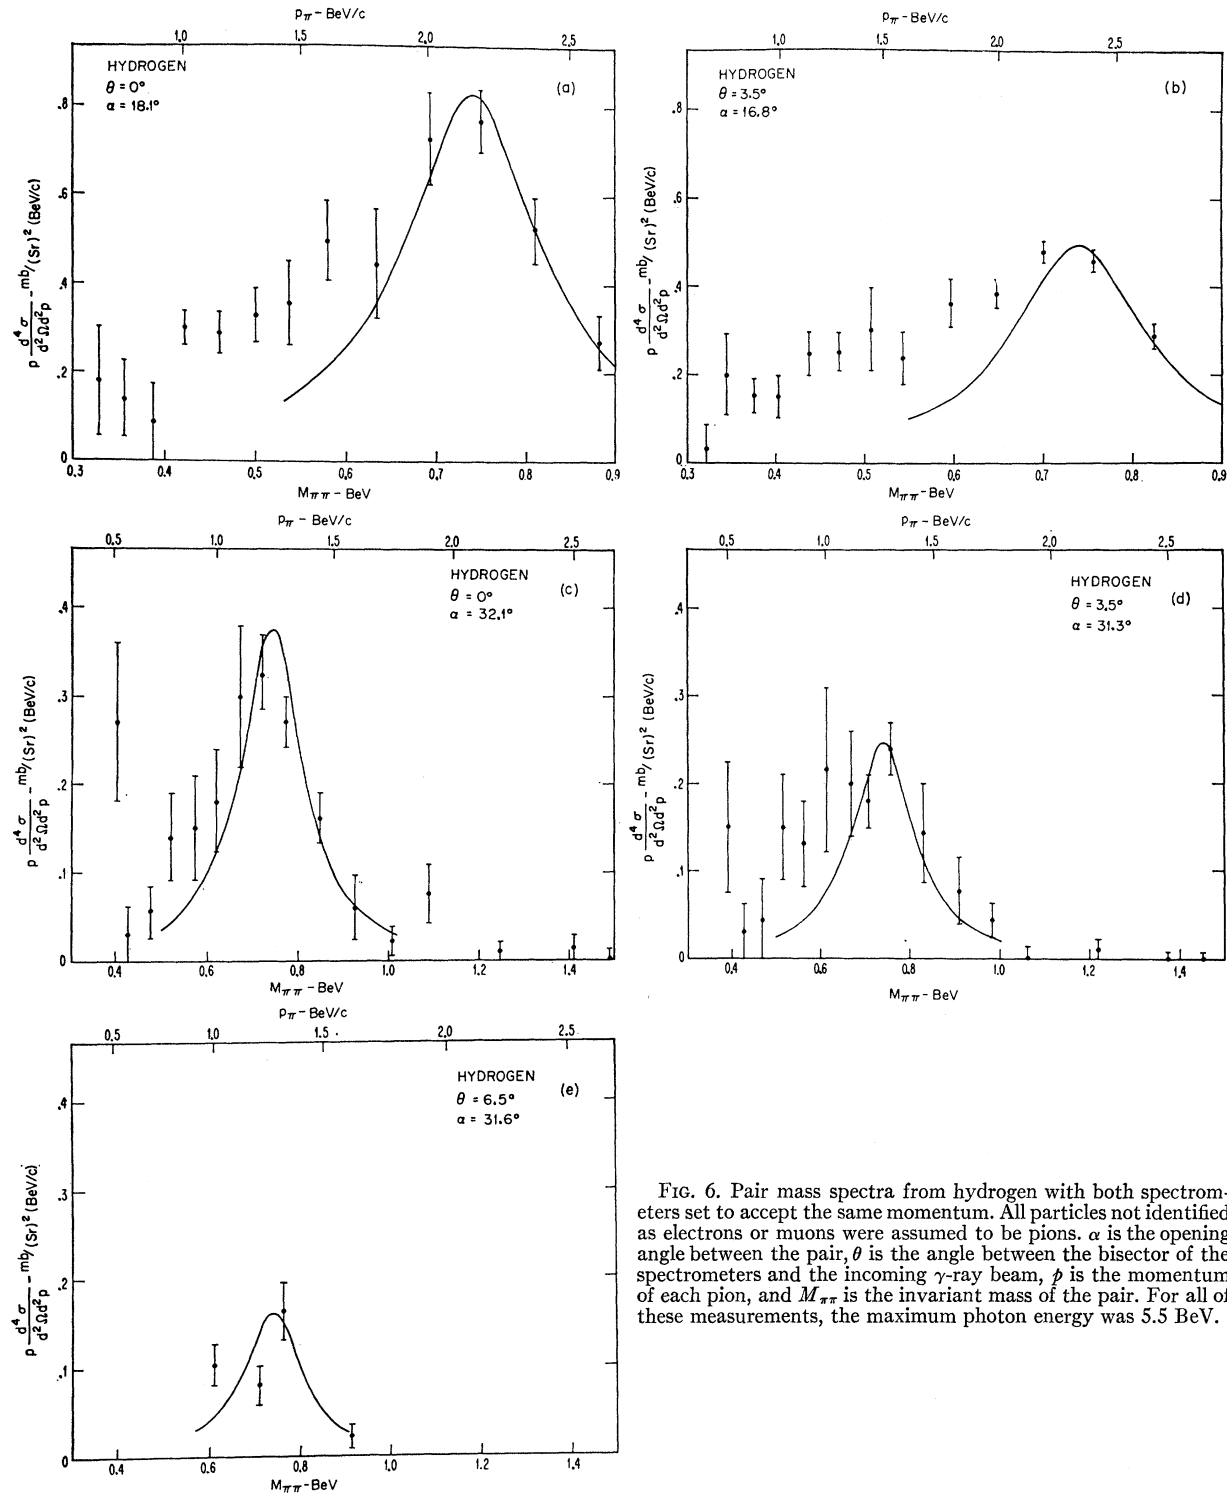 pπ – BeV/c
1.0 1.5 2.0 2.5
HYDROGEN
θ = 0°
α = 18.1°
(a)
.8
.6
.4
.2
0
p d⁴σ/d²Ωd²p – mb/(Sr)² (BeV/c)
0.3 0.4 0.5 0.6 0.7 0.8 0.9
Mππ – BeV
pπ – BeV/c
1.0 1.5 2.0 2.5
HYDROGEN
θ = 3.5°
α = 16.8°
(b)
.8
.6
.4
.2
0
p d⁴σ/d²Ωd²p – mb/(Sr)² (BeV/c)
0.3 0.4 0.5 0.6 0.7 0.8 0.9
Mππ – BeV
pπ – BeV/c
0.5 1.0 1.5 2.0 2.5
HYDROGEN
θ = 0°
α = 32.1°
(c)
.4
.3
.2
.1
0
p d⁴σ/d²Ωd²p – mb/(Sr)² (BeV/c)
0.4 0.6 0.8 1.0 1.2 1.4
Mππ – BeV
pπ – BeV/c
0.5 1.0 1.5 2.0 2.5
HYDROGEN
θ = 3.5°
α = 31.3°
(d)
.4
.3
.2
.1
0
p d⁴σ/d²Ωd²p – mb/(Sr)² (BeV/c)
0.4 0.6 0.8 1.0 1.2 1.4
Mππ – BeV
pπ – BeV/c
0.5 1.0 1.5 2.0 2.5
HYDROGEN
θ = 6.5°
α = 31.6°
(e)
.4
.3
.2
.1
0
p d⁴σ/d²Ωd²p – mb/(Sr)² (BeV/c)
0.4 0.6 0.8 1.0 1.2 1.4
Mππ – BeV
FIG. 6. Pair mass spectra from hydrogen with both spectrom-
eters set to accept the same momentum. All particles not identified
as electrons or muons were assumed to be pions. α is the opening
angle between the pair, θ is the angle between the bisector of the
spectrometers and the incoming γ-ray beam, p is the momentum
of each pion, and Mππ is the invariant mass of the pair. For all of
these measurements, the maximum photon energy was 5.5 BeV.